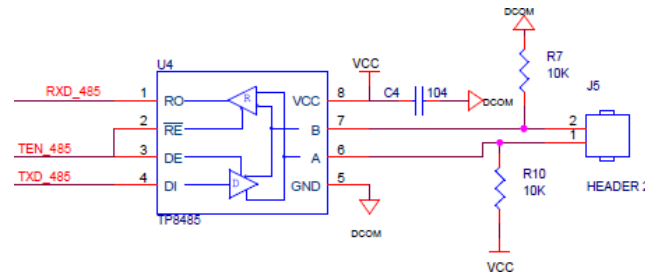 DCOM
U4
VCC
R7
10K
J5
RXD_485
1
RO
R
VCC
8
C4
104
DCOM
2
RE
B
7
2
1
TEN_485
3
DE
A
6
TXD_485
4
DI
D
GND
5
R10
10K
HEADER 2
TP8485
DCOM
VCC